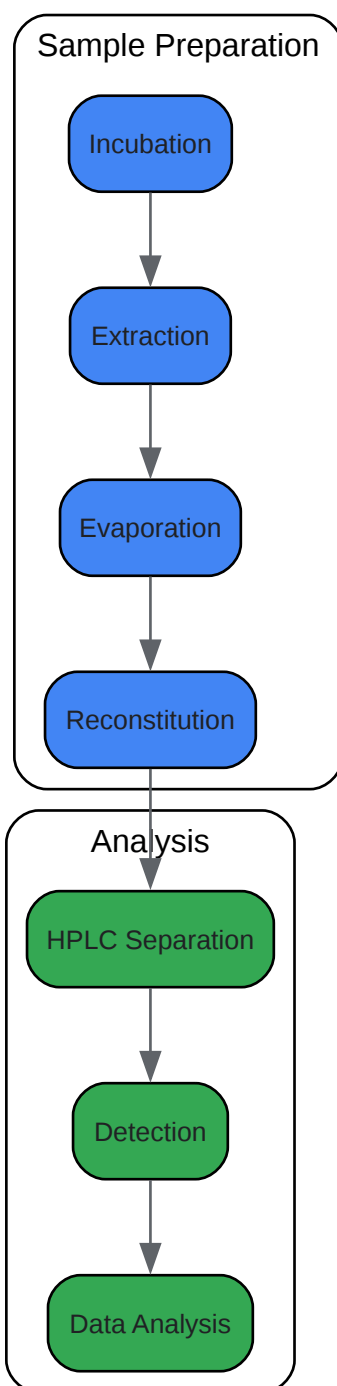 Sample Preparation
Incubation
Extraction
Evaporation
Reconstitution
Analysis
HPLC Separation
Detection
Data Analysis